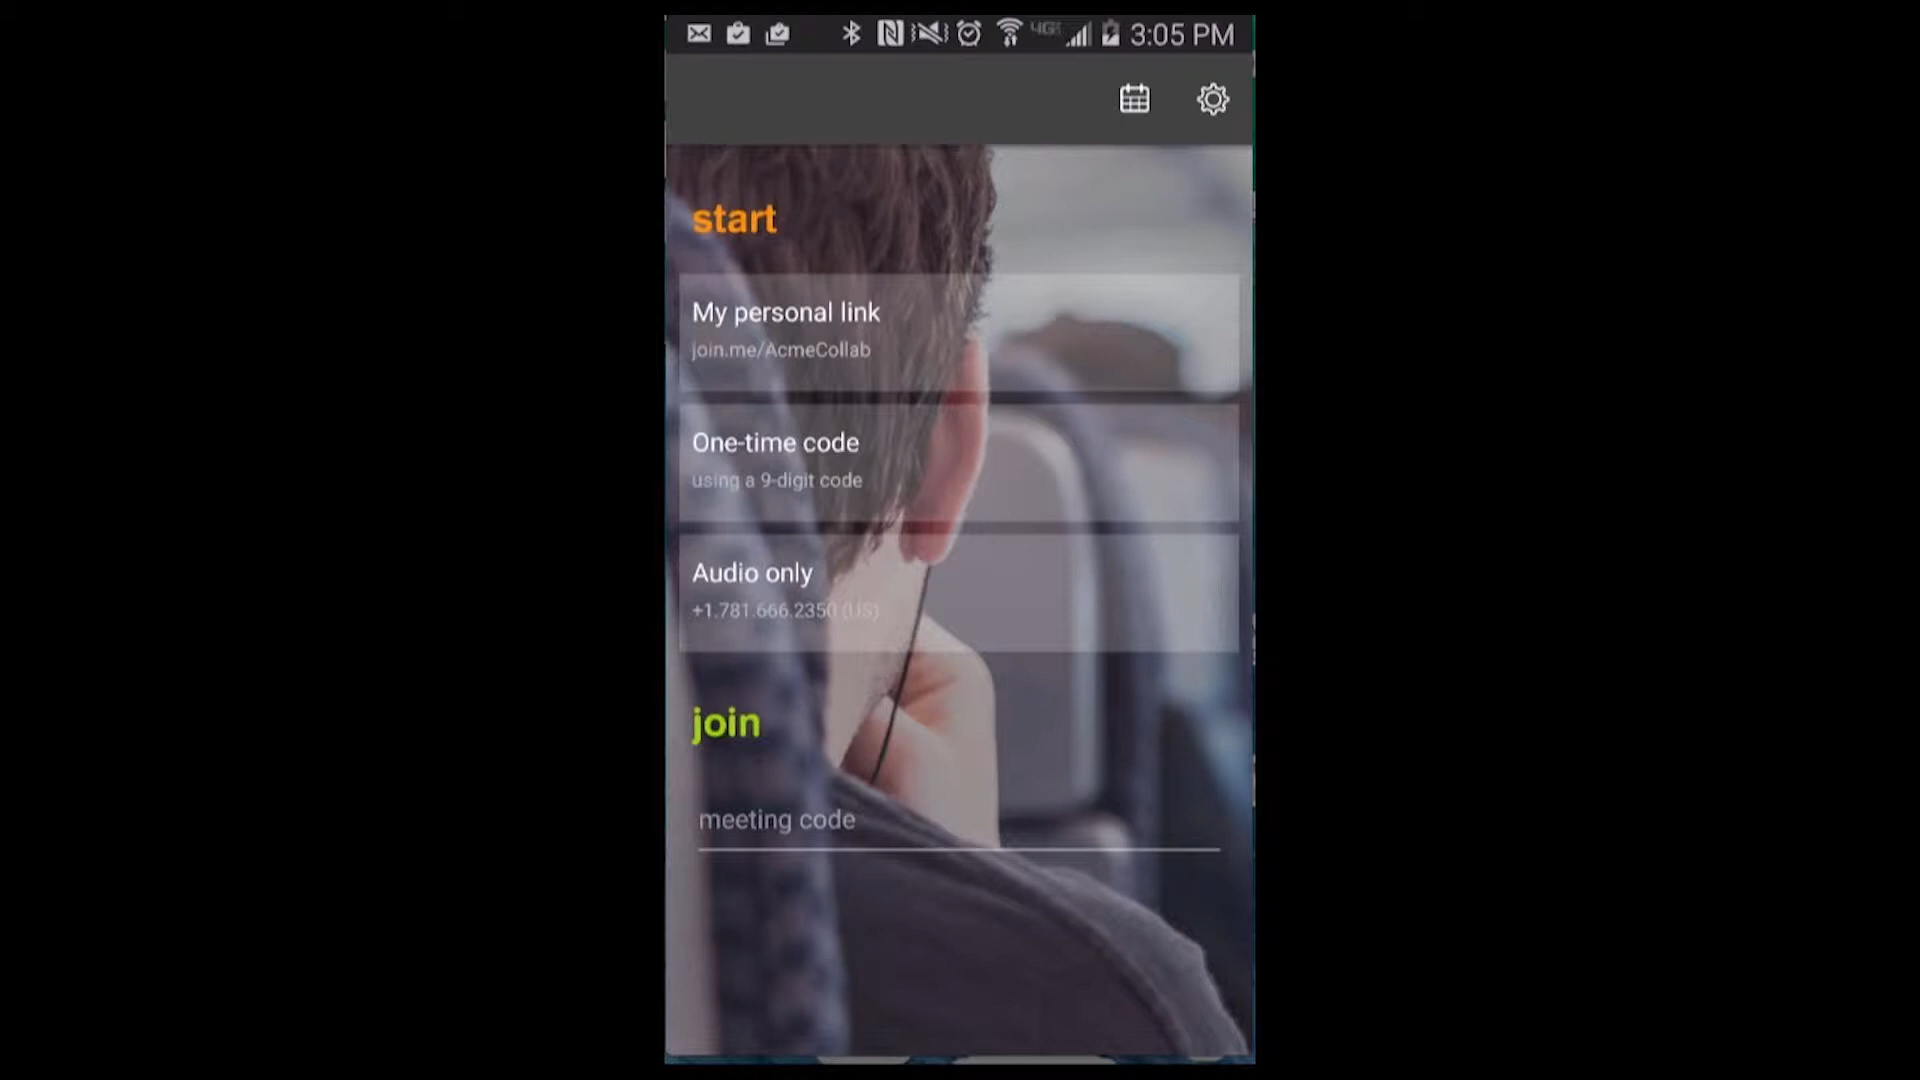 4G 3:05 PM
start
My personal link
join.me/AcmeCollab
One-time code
using a 9-digit code
Audio only
+1.781.666.2350 (US)
join
meeting code